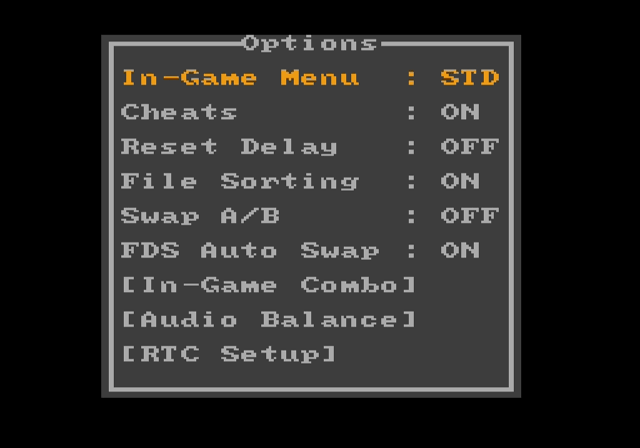 Options
In-Game Menu : STD
Cheats : ON
Reset Delay : OFF
File Sorting : ON
Swap A/B : OFF
FDS Auto Swap : ON
[In-Game Combo]
[Audio Balance]
[RTC Setup]